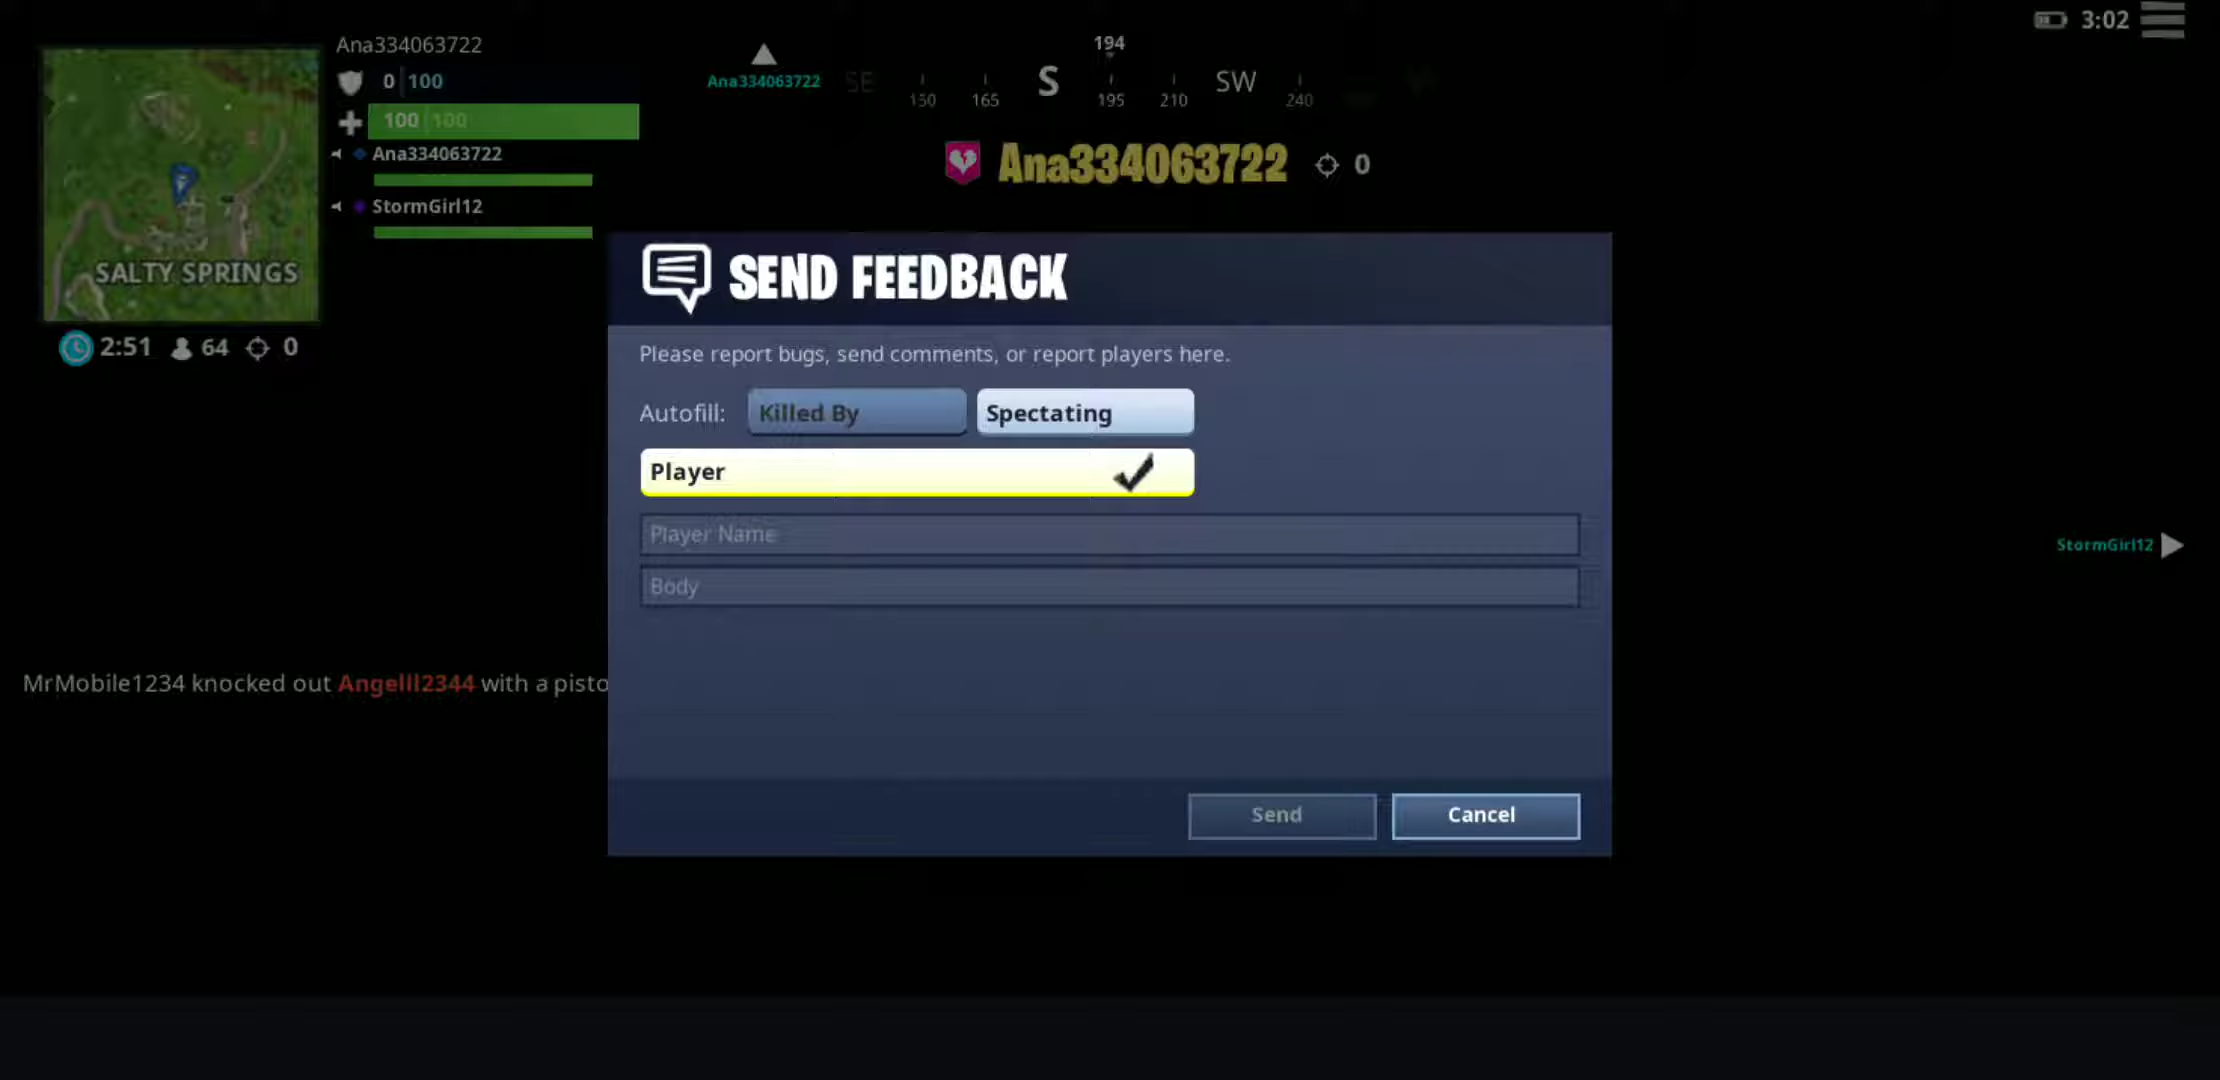 3:02
Ana334063722
0 | 100
100 | 100
Ana334063722
StormGirl12
SALTY SPRINGS
2:51 64 0
Ana334063722
194
SE 150 165 S 195 210 SW 240
Ana334063722 0
SEND FEEDBACK
Please report bugs, send comments, or report players here.
Autofill: Killed By Spectating
Player
Player Name
Body
StormGirl12
MrMobile1234 knocked out Angelll2344 with a pisto
Send Cancel